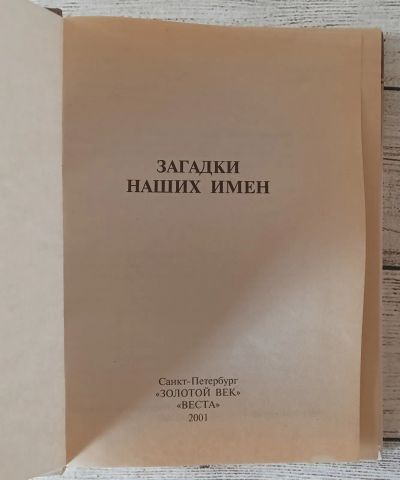 ЗАГАДКИ
НАШИХ ИМЕН
Санкт-Петербург
«ЗОЛОТОЙ ВЕК»
«ВЕСТА»
2001